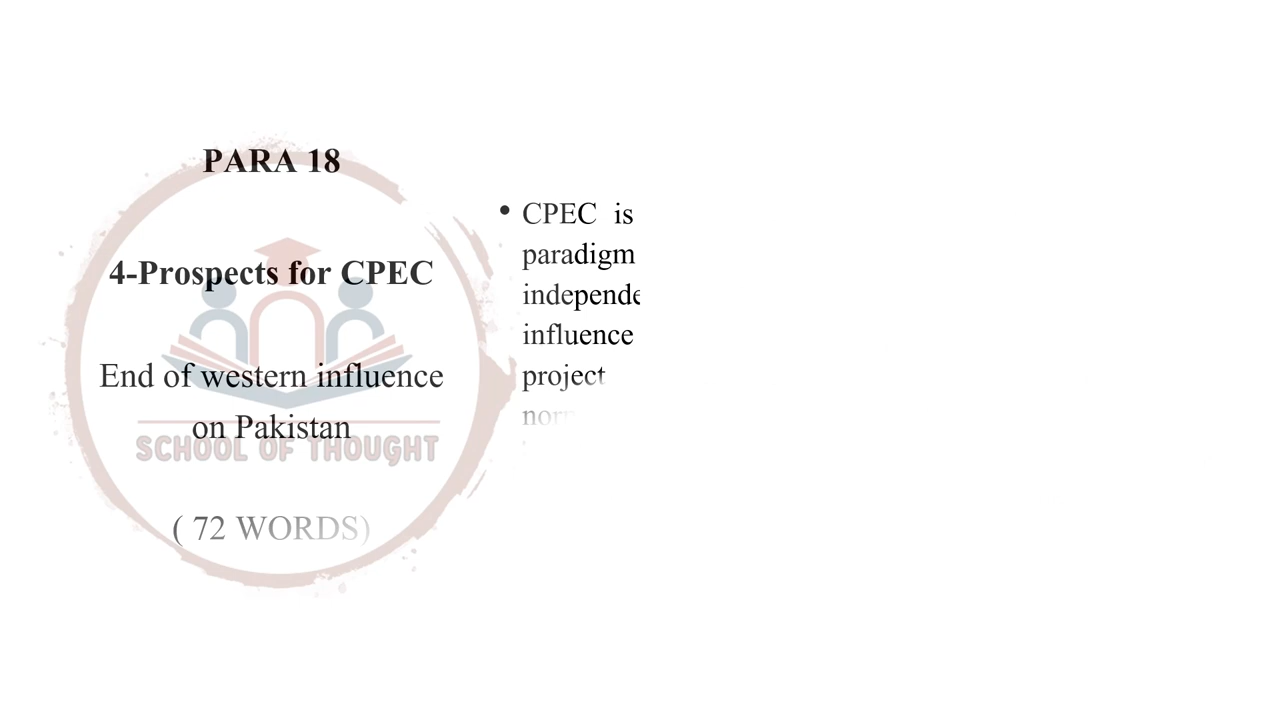 PARA 18
4-Prospects for CPEC
End of western influence
on Pakistan
( 72 WORDS)
SCHOOL OF THOUGHT
• CPEC is
paradigm
independe
influence
project